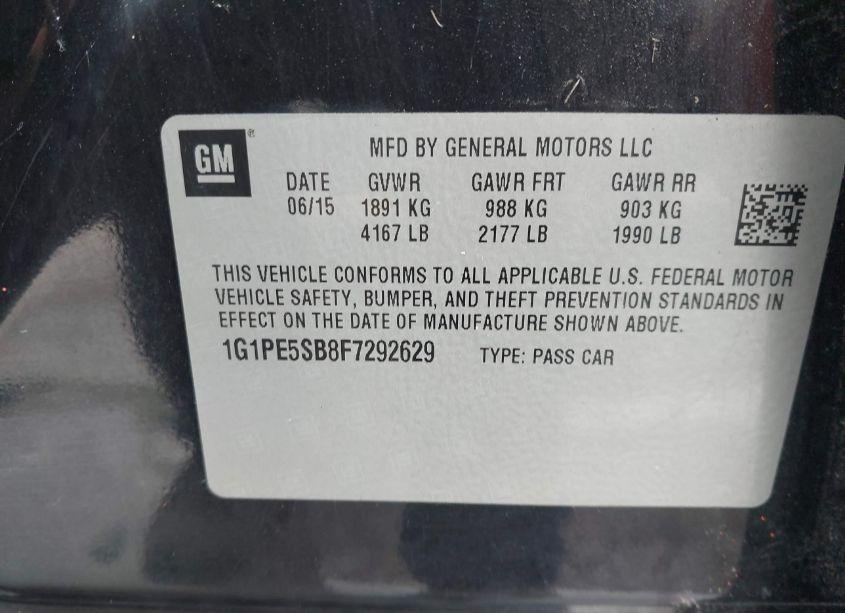 GM ®
MFD BY GENERAL MOTORS LLC
DATE GVWR GAWR FRT GAWR RR
06/15 1891 KG 988 KG 903 KG
4167 LB 2177 LB 1990 LB
THIS VEHICLE CONFORMS TO ALL APPLICABLE U.S. FEDERAL MOTOR
VEHICLE SAFETY, BUMPER, AND THEFT PREVENTION STANDARDS IN
EFFECT ON THE DATE OF MANUFACTURE SHOWN ABOVE.
1G1PE5SB8F7292629 TYPE: PASS CAR